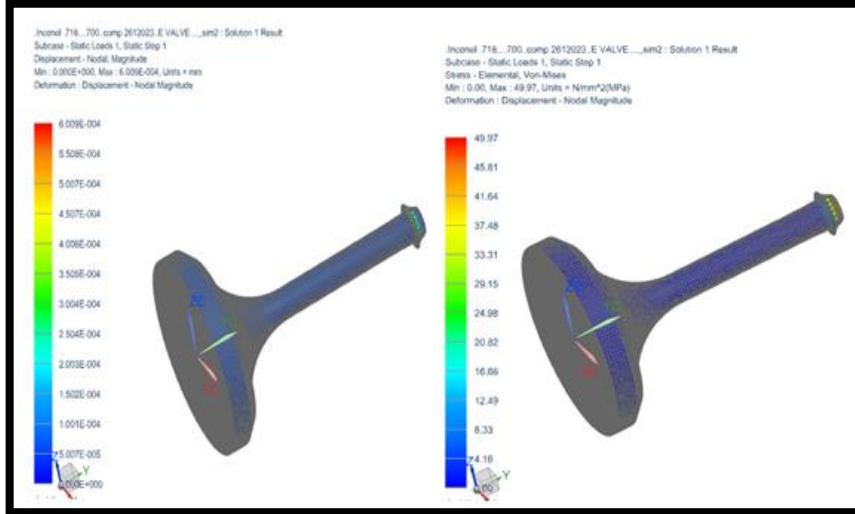 .Inconel_716....700..comp 2612023..E VALVE...._sim2 : Solution 1 Result
Subcase - Static Loads 1, Static Step 1
Displacement - Nodal, Magnitude
Min : 0.000E+000, Max : 6.009E-004, Units = mm
Deformation : Displacement - Nodal Magnitude
6.009E-004
5.508E-004
5.007E-004
4.507E-004
4.006E-004
3.505E-004
3.004E-004
2.504E-004
2.003E-004
1.502E-004
1.001E-004
5.007E-005
0.000E+000
Z
Y
.Inconel_716....700..comp 2612023..E VALVE...._sim2 : Solution 1 Result
Subcase - Static Loads 1, Static Step 1
Stress - Elemental, Von-Mises
Min : 0.00, Max : 49.97, Units = N/mm^2(MPa)
Deformation : Displacement - Nodal Magnitude
49.97
45.81
41.64
37.48
33.31
29.15
24.98
20.82
16.66
12.49
8.33
4.16
0.00
Z
Y